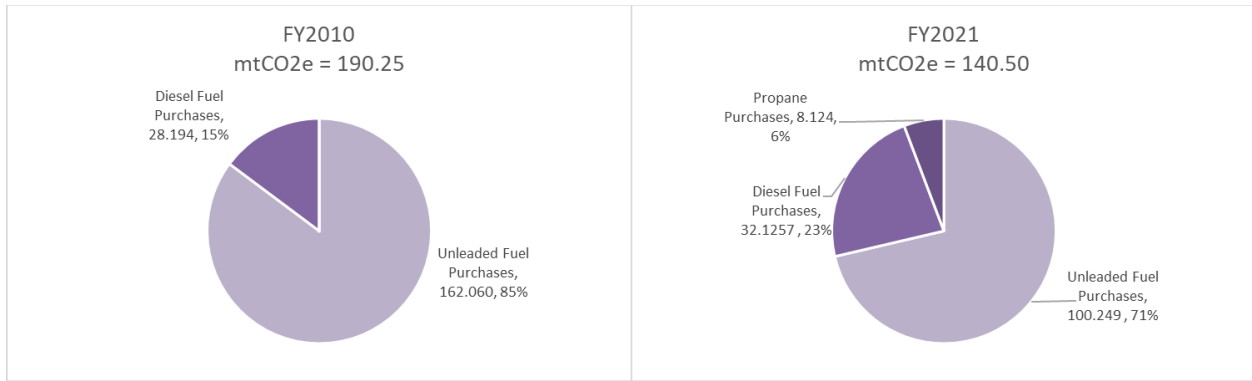 FY2010
mtCO2e = 190.25
Diesel Fuel
Purchases,
28.194, 15%
Unleaded Fuel
Purchases,
162.060, 85%
FY2021
mtCO2e = 140.50
Propane
Purchases, 8.124,
6%
Diesel Fuel
Purchases,
32.1257 , 23%
Unleaded Fuel
Purchases,
100.249 , 71%